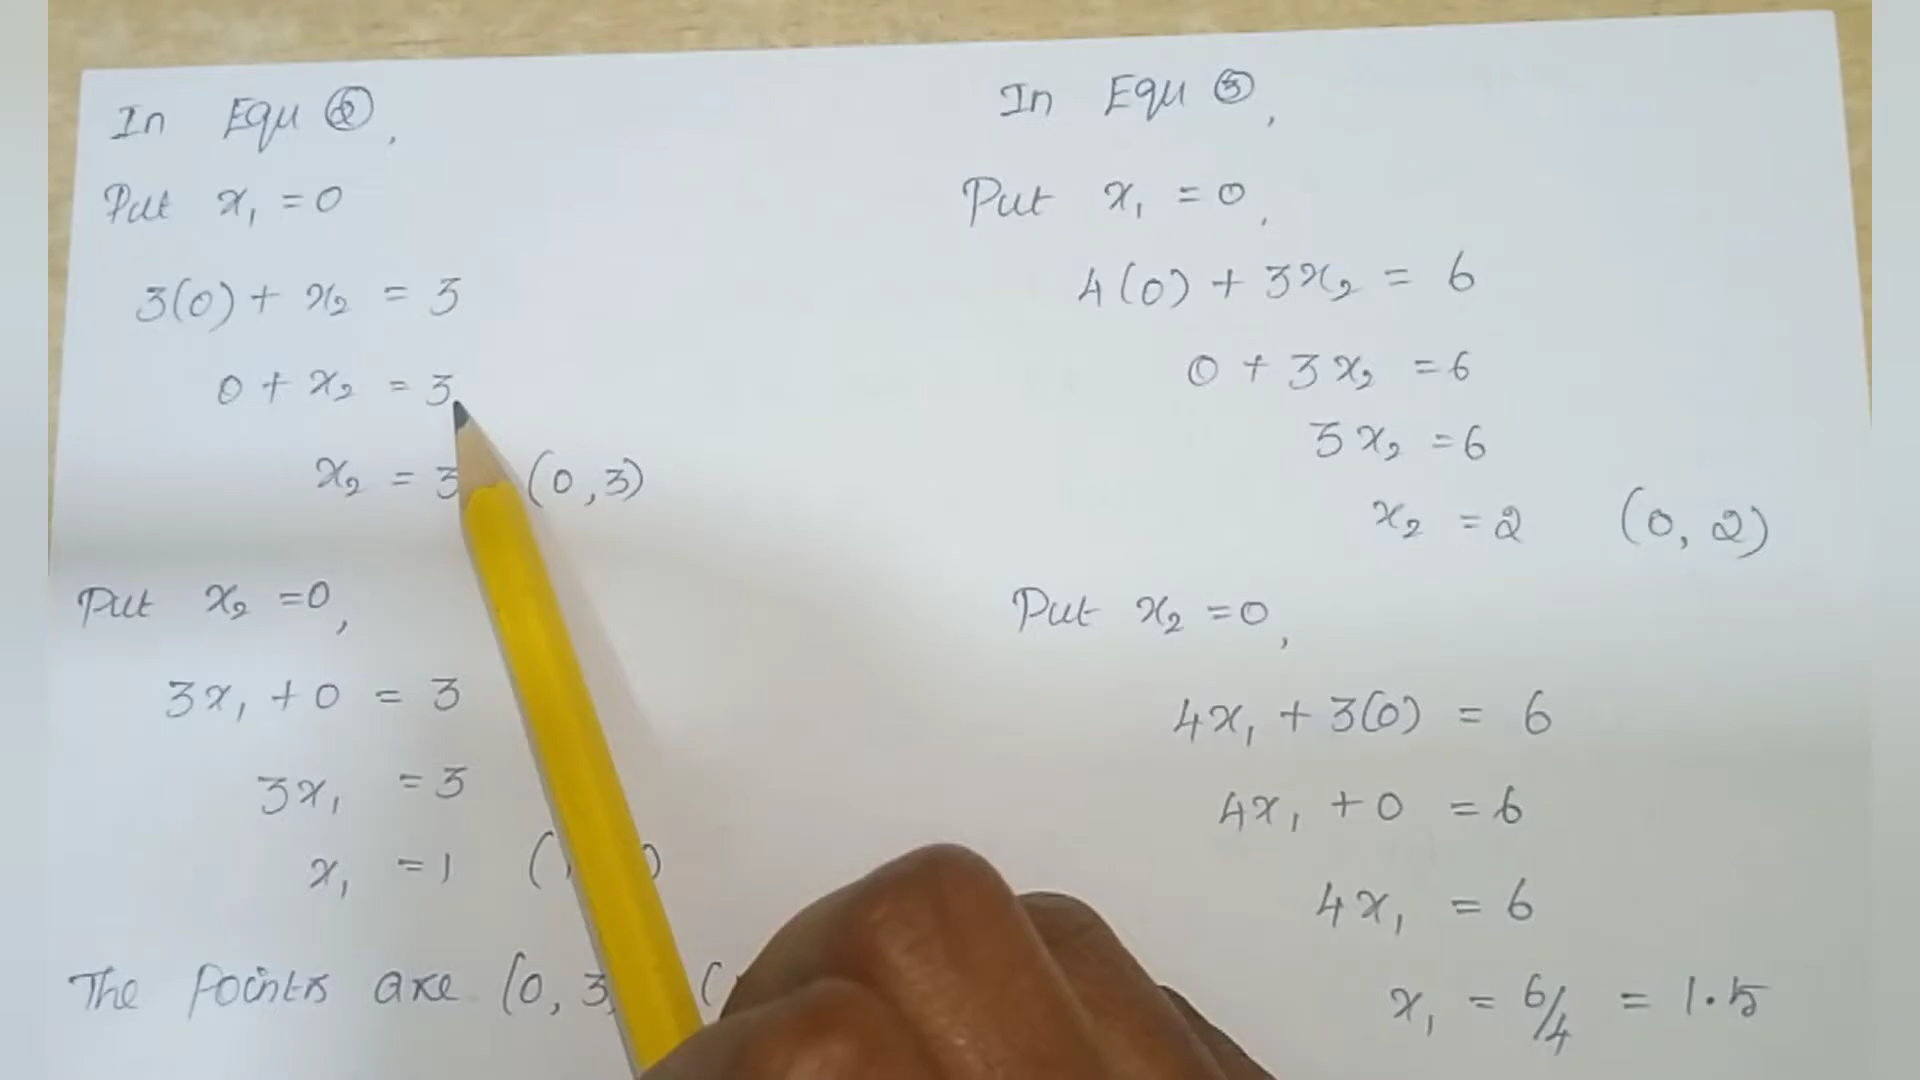 In Equ ②,
Put x₁ = 0
3(0) + x₂ = 3
0 + x₂ = 3
x₂ = 3 (0, 3)
Put x₂ = 0,
3x₁ + 0 = 3
3x₁ = 3
x₁ = 1
The Points are (0, 3
In Equ ③,
Put x₁ = 0,
4(0) + 3x₂ = 6
0 + 3x₂ = 6
3x₂ = 6
x₂ = 2 (0, 2)
Put x₂ = 0,
4x₁ + 3(0) = 6
4x₁ + 0 = 6
4x₁ = 6
x₁ = 6/4 = 1.5